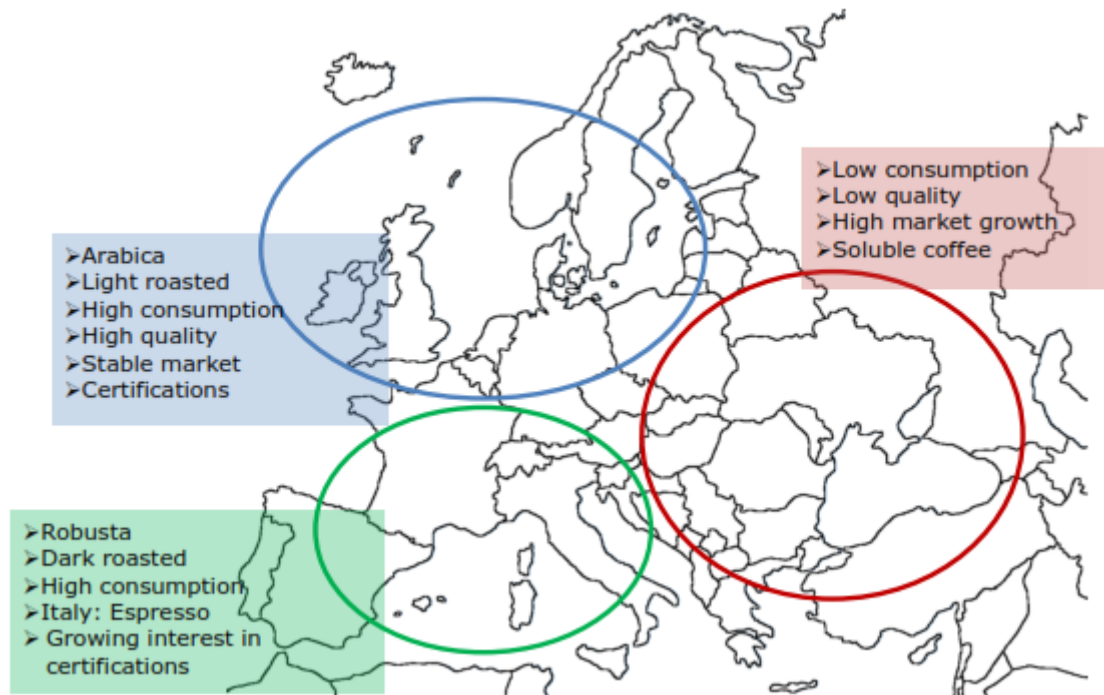 ➢Low consumption
➢Low quality
➢High market growth
➢Soluble coffee
➢Arabica
➢Light roasted
➢High consumption
➢High quality
➢Stable market
➢Certifications
➢Robusta
➢Dark roasted
➢High consumption
➢Italy: Espresso
➢ Growing interest in
certifications